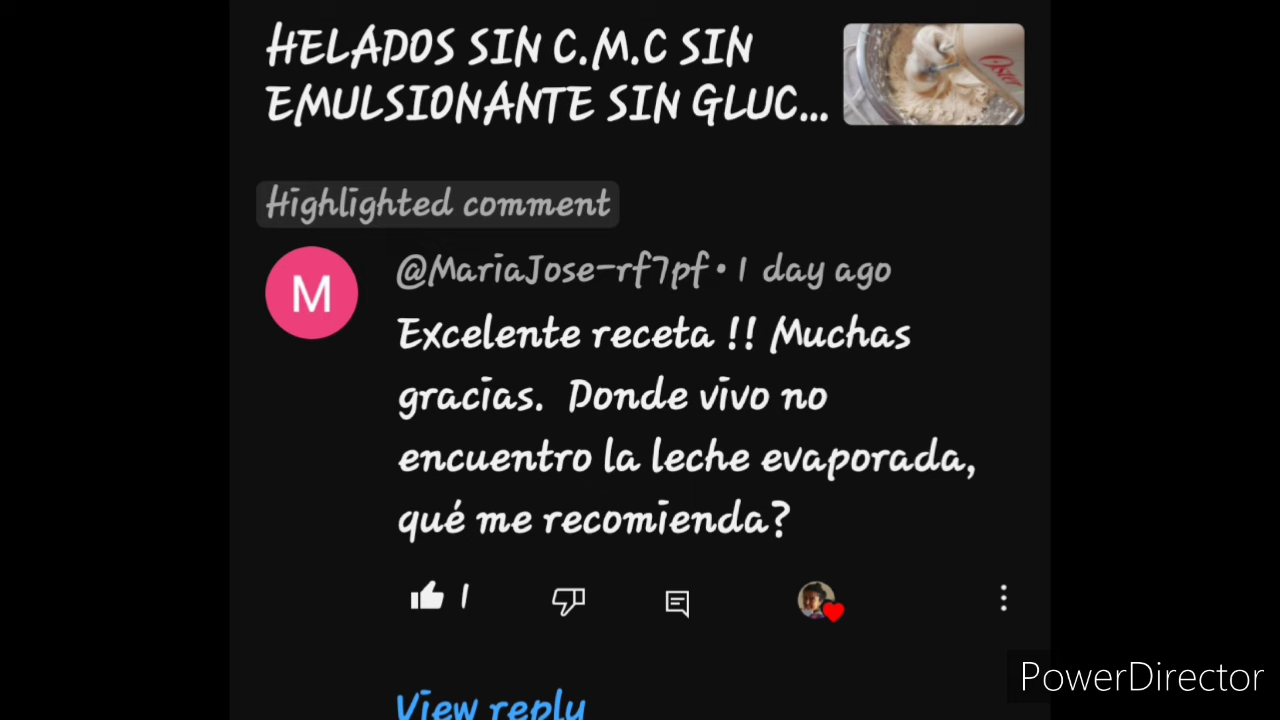 HELADOS SIN C.M.C SIN
EMULSIONANTE SIN GLUC...
Oster
Highlighted comment
M
@MariaJose-rf7pf • 1 day ago
Excelente receta !! Muchas
gracias. Donde vivo no
encuentro la leche evaporada,
qué me recomienda?
1
View reply
PowerDirector